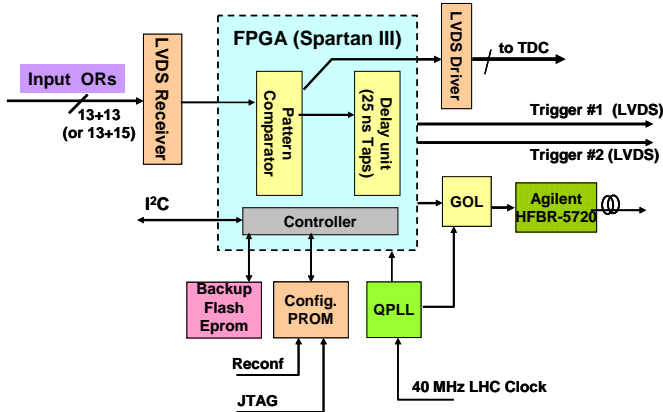 FPGA (Spartan III)
LVDS Receiver
LVDS Driver
to TDC
Input ORs
13+13
(or 13+15)
Pattern
Comparator
Delay unit
(25 ns Taps)
Trigger #1 (LVDS)
Trigger #2 (LVDS)
I²C
Controller
GOL
Agilent
HFBR-5720
Backup
Flash
Eprom
Config.
PROM
QPLL
Reconf
JTAG
40 MHz LHC Clock